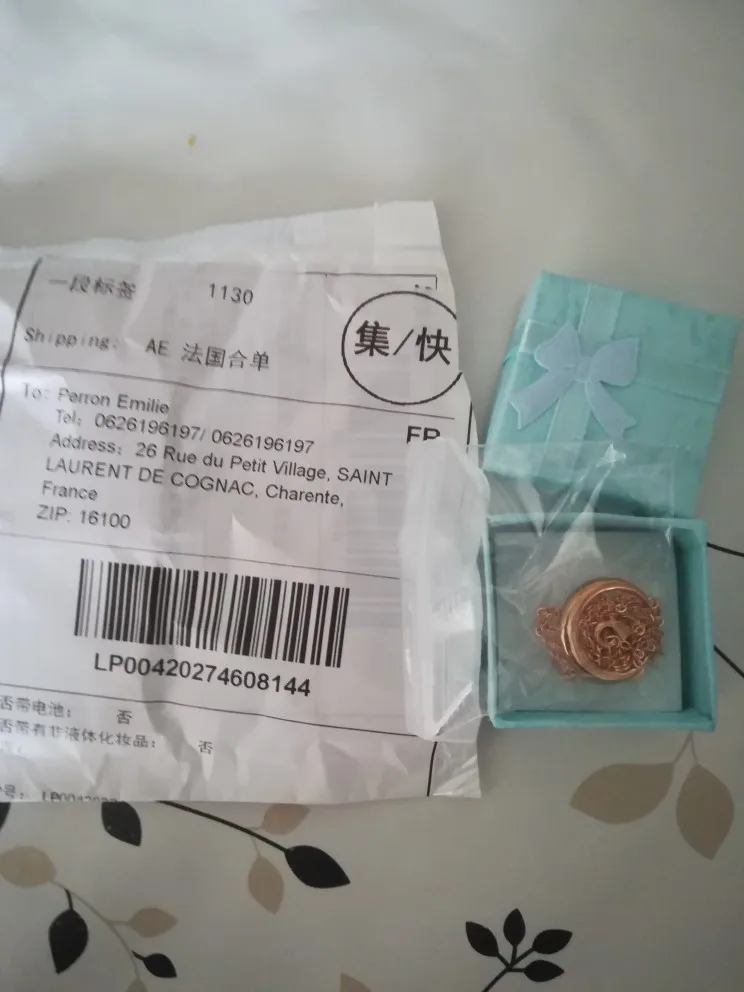 一段标签 1130
集/快
Shipping: AE 法国合单
To: Perron Emilie
Tel: 0626196197/ 0626196197
FR
Address: 26 Rue du Petit Village, SAINT
LAURENT DE COGNAC, Charente,
France
ZIP: 16100
LP00420274608144
否带电池: 否
否带有非液体化妆品: 否